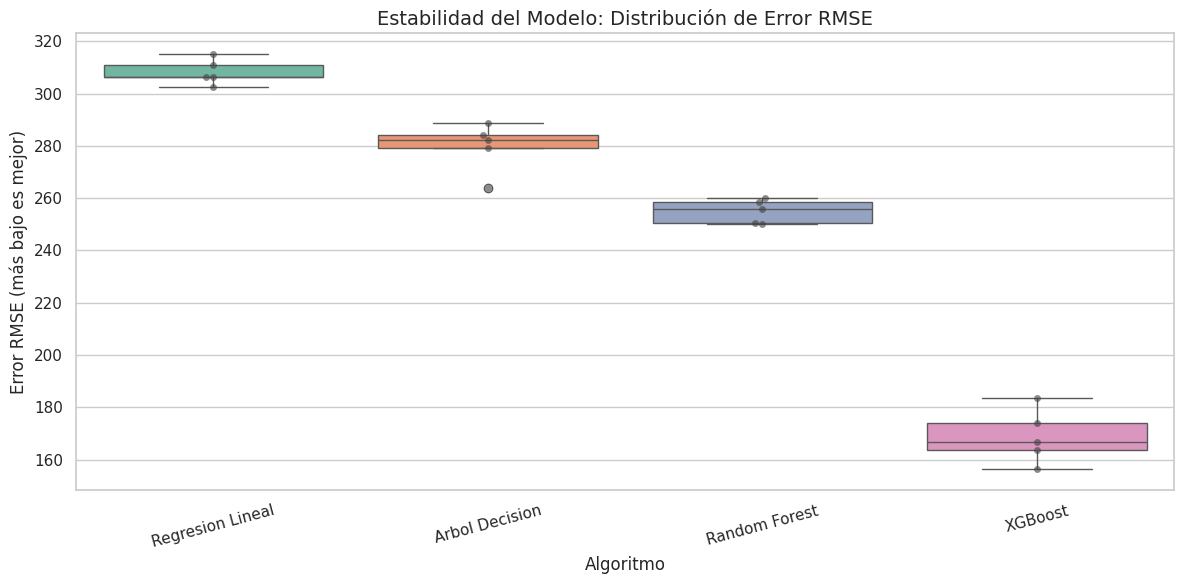 Estabilidad del Modelo: Distribución de Error RMSE
Error RMSE (más bajo es mejor)
320
300
280
260
240
220
200
180
160
Regresion Lineal
Arbol Decision
Random Forest
XGBoost
Algoritmo